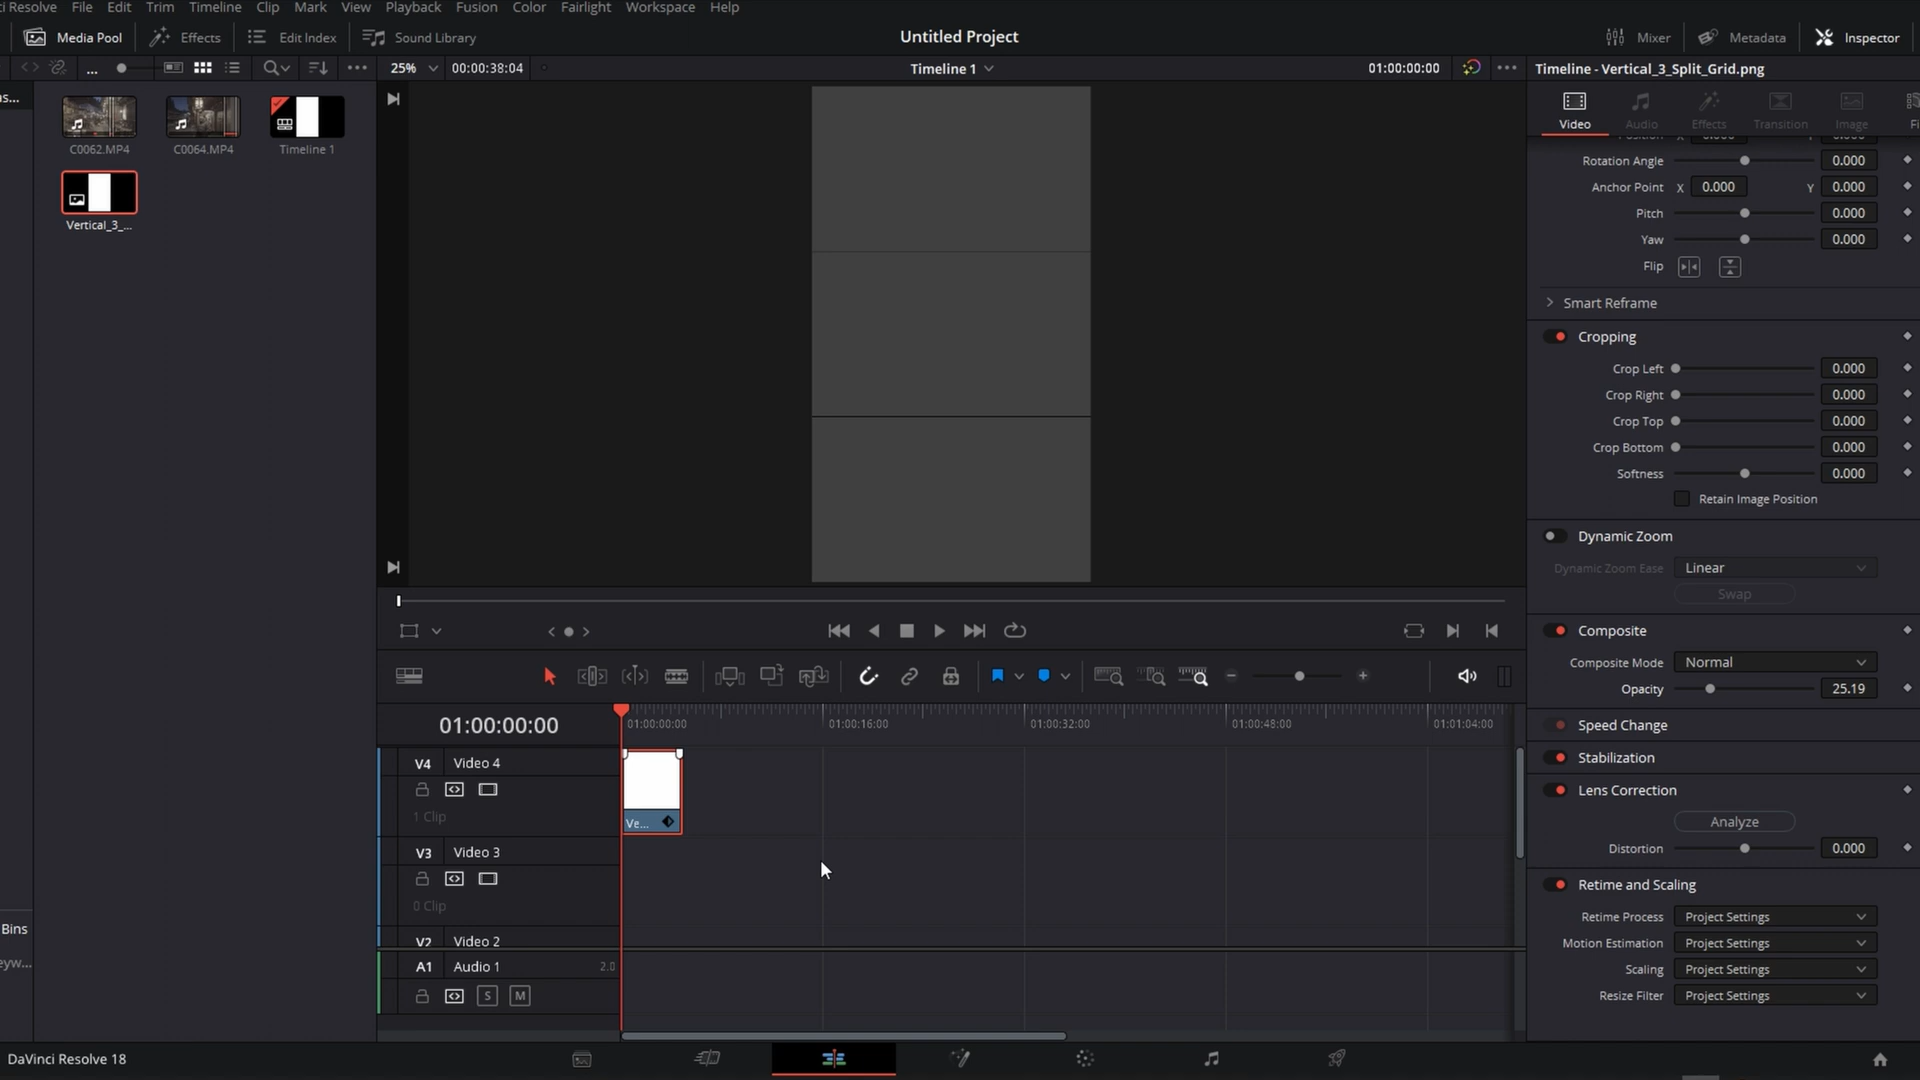 ci Resolve File Edit Trim Timeline Clip Mark View Playback Fusion Color Fairlight Workspace Help
Media Pool Effects Edit Index Sound Library Untitled Project Mixer Metadata Inspector
... 25% 00:00:38:04 Timeline 1 01:00:00:00 Timeline - Vertical_3_Split_Grid.png
as...
C0062.MP4 C0064.MP4 Timeline 1
Vertical_3_...
Video Audio Effects Transition Image Fi
Position X 0.000 Y 0.000
Rotation Angle 0.000
Anchor Point X 0.000 Y 0.000
Pitch 0.000
Yaw 0.000
Flip
Smart Reframe
Cropping
Crop Left 0.000
Crop Right 0.000
Crop Top 0.000
Crop Bottom 0.000
Softness 0.000
Retain Image Position
Dynamic Zoom
Dynamic Zoom Ease Linear
Swap
Composite
Composite Mode Normal
Opacity 25.19
Speed Change
Stabilization
Lens Correction
Analyze
Distortion 0.000
Retime and Scaling
Retime Process Project Settings
Motion Estimation Project Settings
Scaling Project Settings
Resize Filter Project Settings
01:00:00:00 01:00:00:00 01:00:16:00 01:00:32:00 01:00:48:00 01:01:04:00
V4 Video 4
1 Clip
Ve...
V3 Video 3
0 Clip
V2 Video 2
A1 Audio 1 2.0
S M
Bins
eyw...
DaVinci Resolve 18